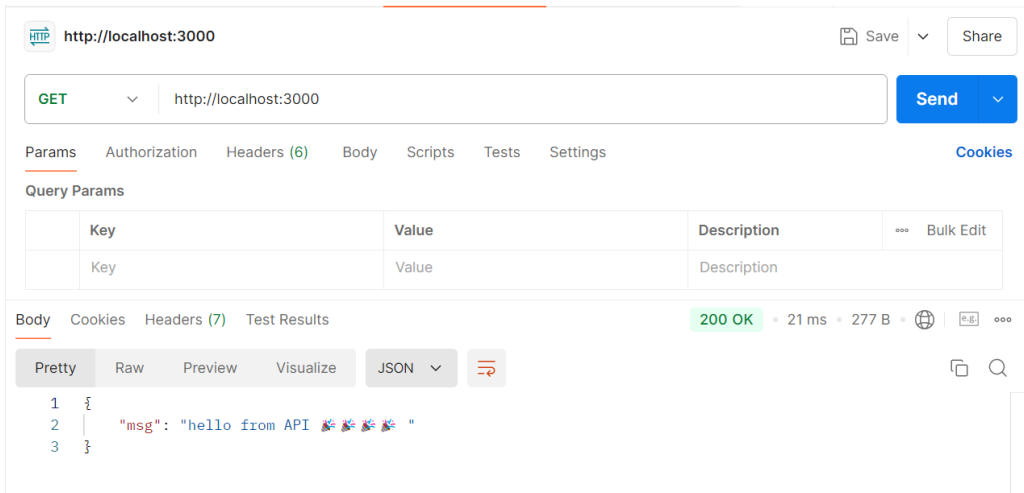 HTTP http://localhost:3000 Save Share
GET http://localhost:3000 Send
Params Authorization Headers (6) Body Scripts Tests Settings Cookies
Query Params
Key Value Description ooo Bulk Edit
Key Value Description
Body Cookies Headers (7) Test Results 200 OK • 21 ms • 277 B • e.g. ooo
Pretty Raw Preview Visualize JSON
1 {
2 "msg": "hello from API 🎉🎉🎉🎉 "
3 }